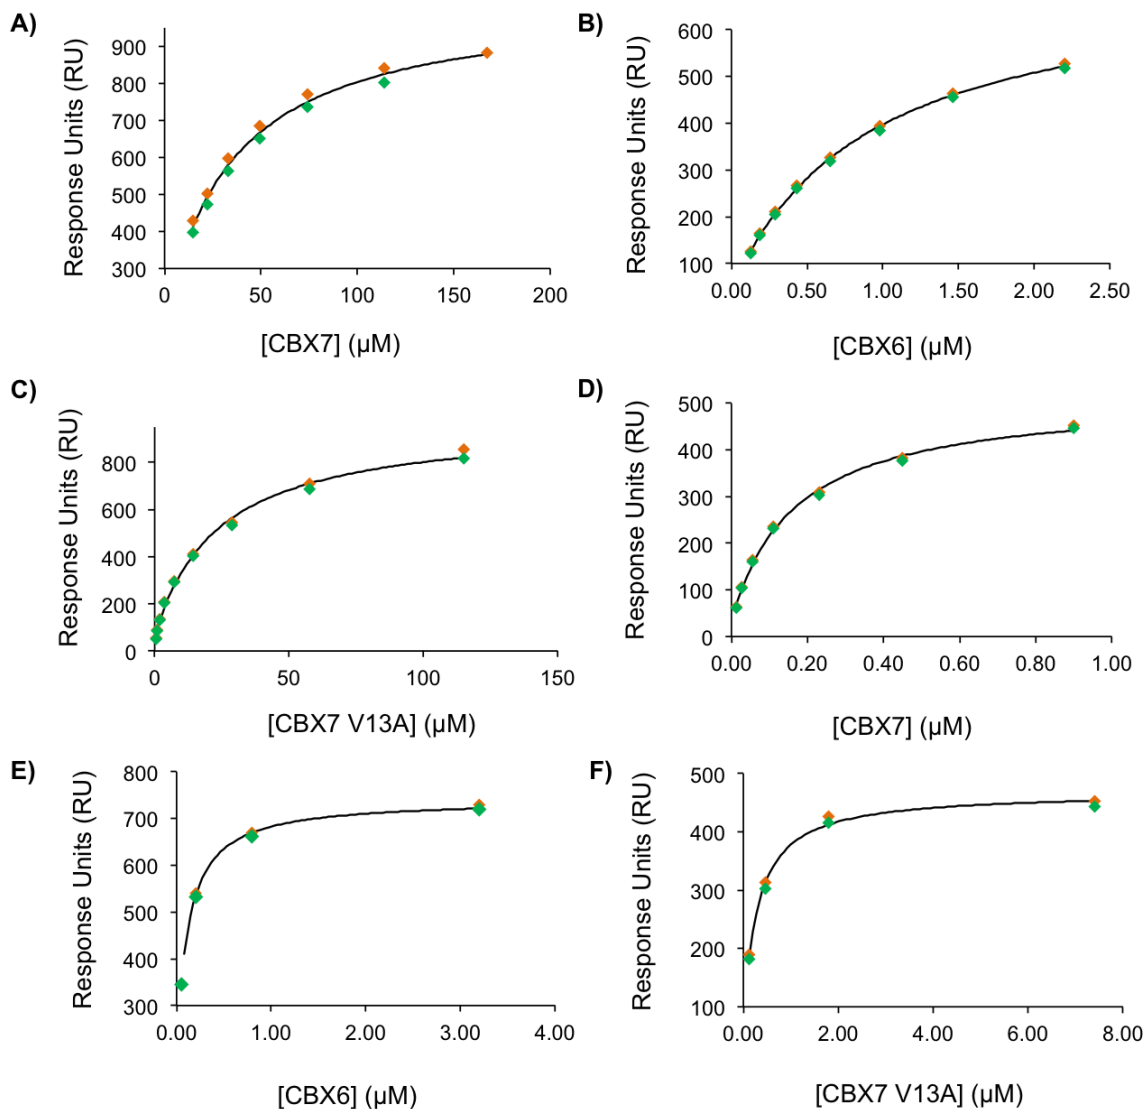 A)
Response Units (RU)
900
800
700
600
500
400
300
0 50 100 150 200
[CBX7] (µM)
B)
Response Units (RU)
600
500
400
300
200
100
0.00 0.50 1.00 1.50 2.00 2.50
[CBX6] (µM)
C)
Response Units (RU)
800
600
400
200
0
0 50 100 150
[CBX7 V13A] (µM)
D)
Response Units (RU)
500
400
300
200
100
0
0.00 0.20 0.40 0.60 0.80 1.00
[CBX7] (µM)
E)
Response Units (RU)
800
700
600
500
400
300
0.00 1.00 2.00 3.00 4.00
[CBX6] (µM)
F)
Response Units (RU)
500
400
300
200
100
0.00 2.00 4.00 6.00 8.00
[CBX7 V13A] (µM)